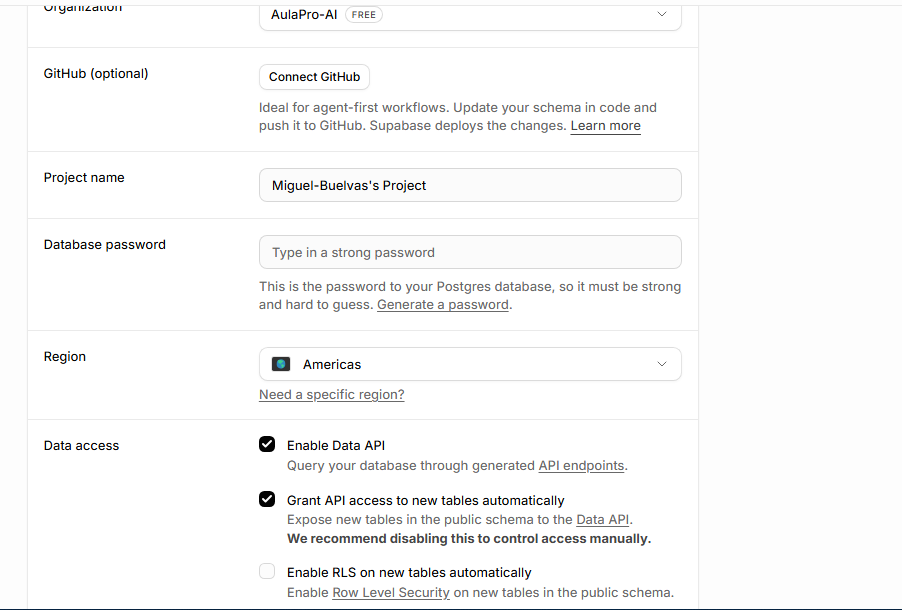 Organization
AulaPro-AI FREE
GitHub (optional)
Connect GitHub
Ideal for agent-first workflows. Update your schema in code and
push it to GitHub. Supabase deploys the changes. Learn more
Project name
Miguel-Buelvas's Project
Database password
Type in a strong password
This is the password to your Postgres database, so it must be strong
and hard to guess. Generate a password.
Region
Americas
Need a specific region?
Data access
Enable Data API
Query your database through generated API endpoints.
Grant API access to new tables automatically
Expose new tables in the public schema to the Data API.
We recommend disabling this to control access manually.
Enable RLS on new tables automatically
Enable Row Level Security on new tables in the public schema.